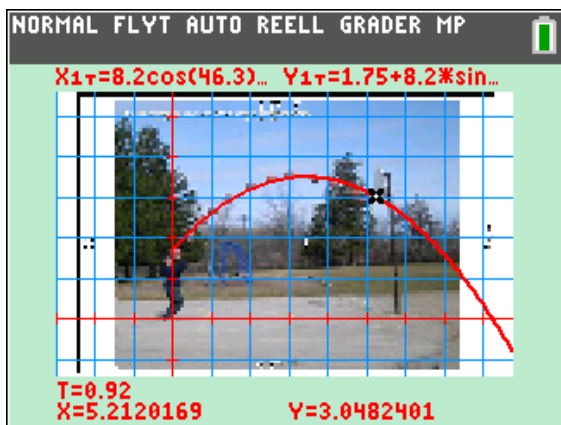 NORMAL FLYT AUTO REELL GRADER MP
X1T=8.2cos(46.3)… Y1T=1.75+8.2*sin…
T=0.92
X=5.2120169 Y=3.0482401